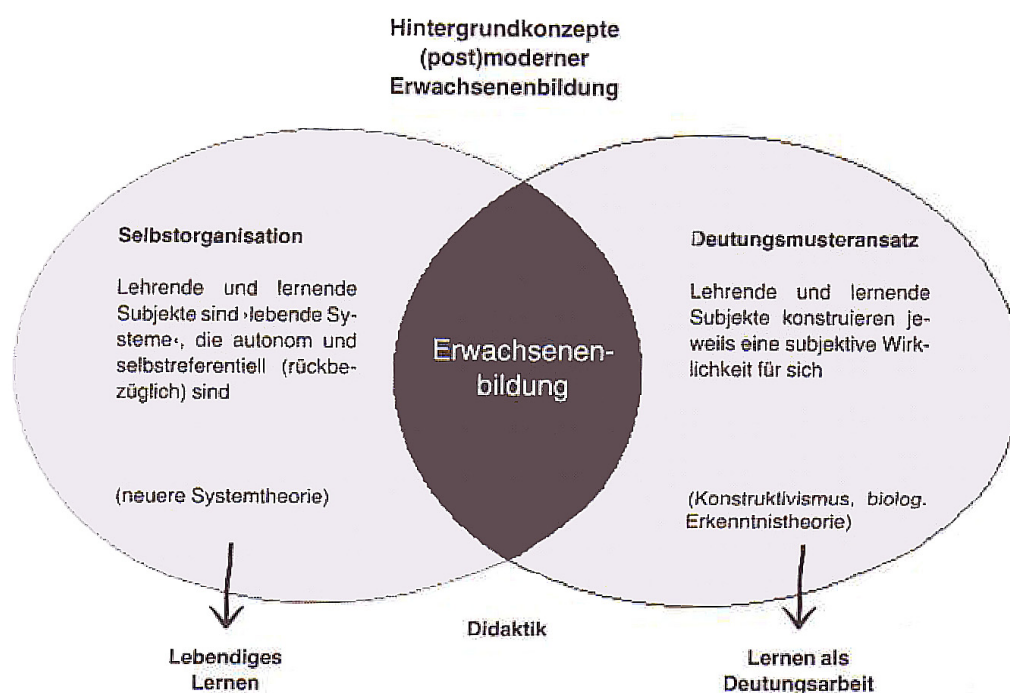 Hintergrundkonzepte
(post)moderner
Erwachsenenbildung
Selbstorganisation
Lehrende und lernende
Subjekte sind ›lebende Sy-
steme‹, die autonom und
selbstreferentiell (rückbe-
züglich) sind
(neuere Systemtheorie)
Erwachsenen-
bildung
Deutungsmusteransatz
Lehrende und lernende
Subjekte konstruieren je-
weils eine subjektive Wirk-
lichkeit für sich
(Konstruktivismus, biolog.
Erkenntnistheorie)
Didaktik
Lebendiges
Lernen
Lernen als
Deutungsarbeit